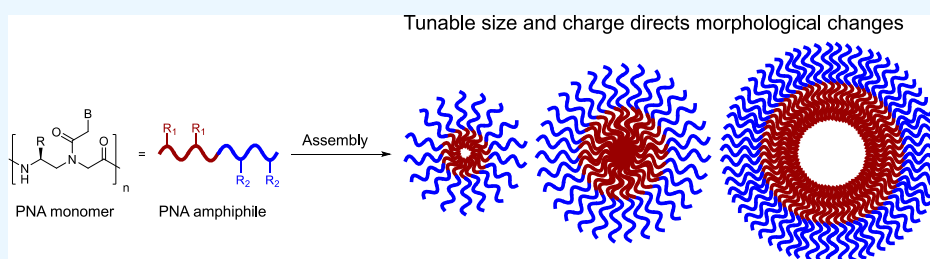 Tunable size and charge directs morphological changes
B
O
R
O
N
N
H
n
PNA monomer
=
R1 R1
R2 R2
PNA amphiphile
Assembly